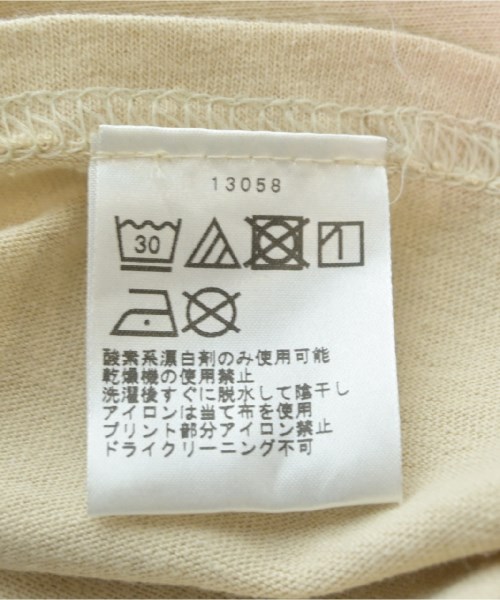 13058
30
酸素系漂白剤のみ使用可能
乾燥機の使用禁止
洗濯後すぐに脱水して陰干し
アイロンは当て布を使用
プリント部分アイロン禁止
ドライクリーニング不可